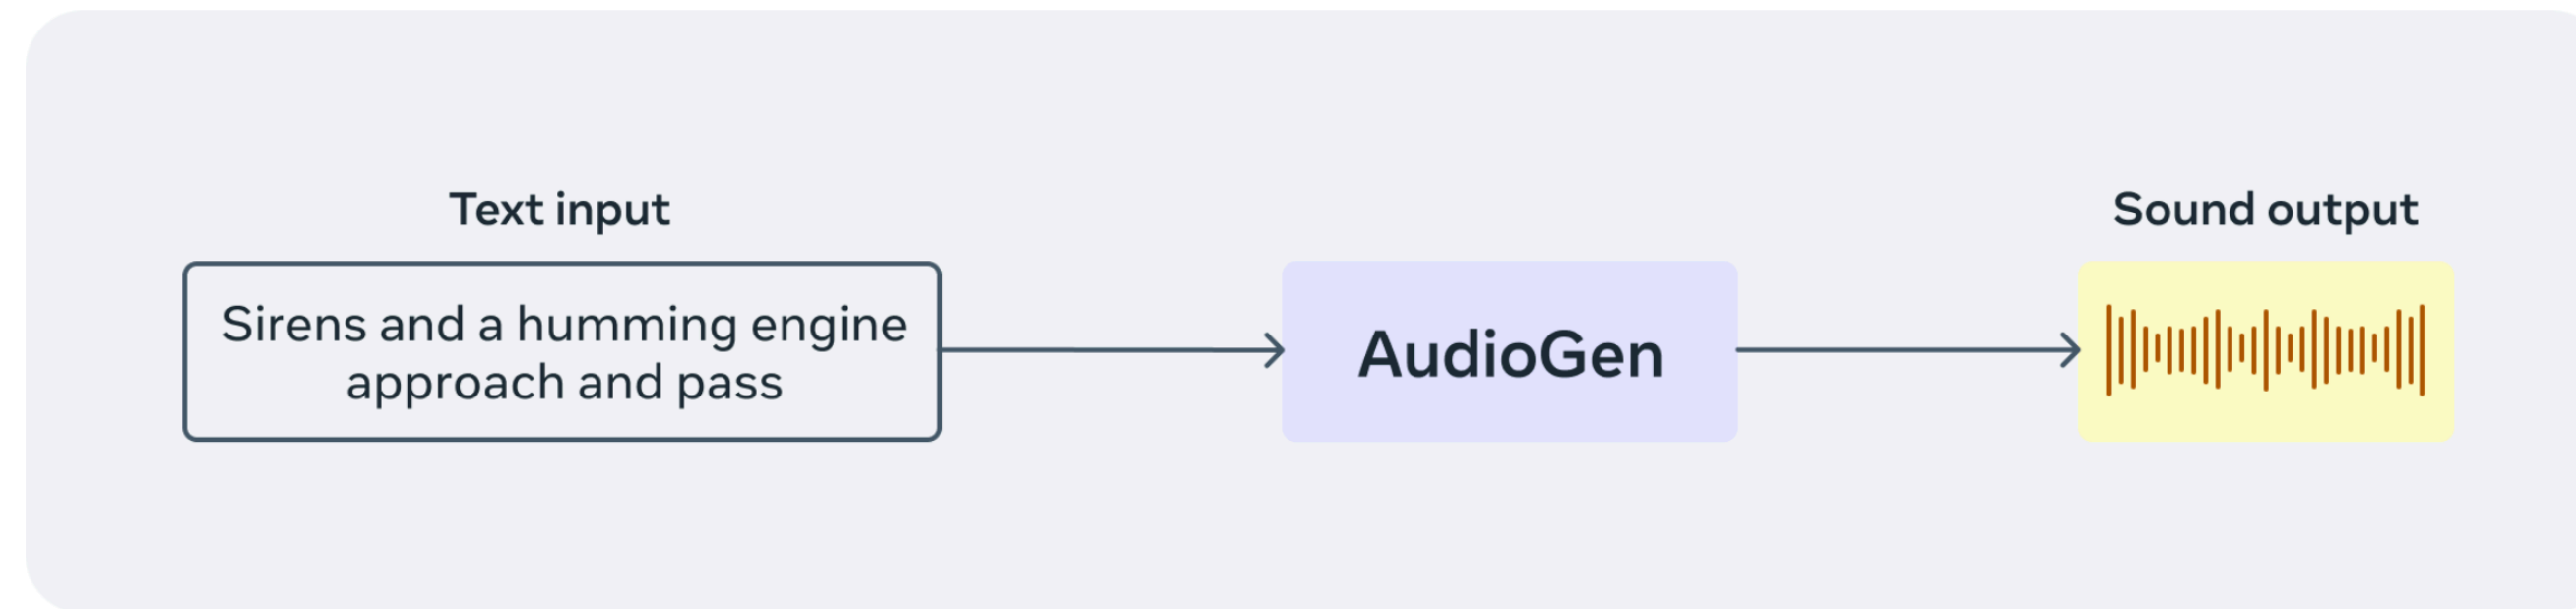 Text input
Sirens and a humming engine
approach and pass
AudioGen
Sound output